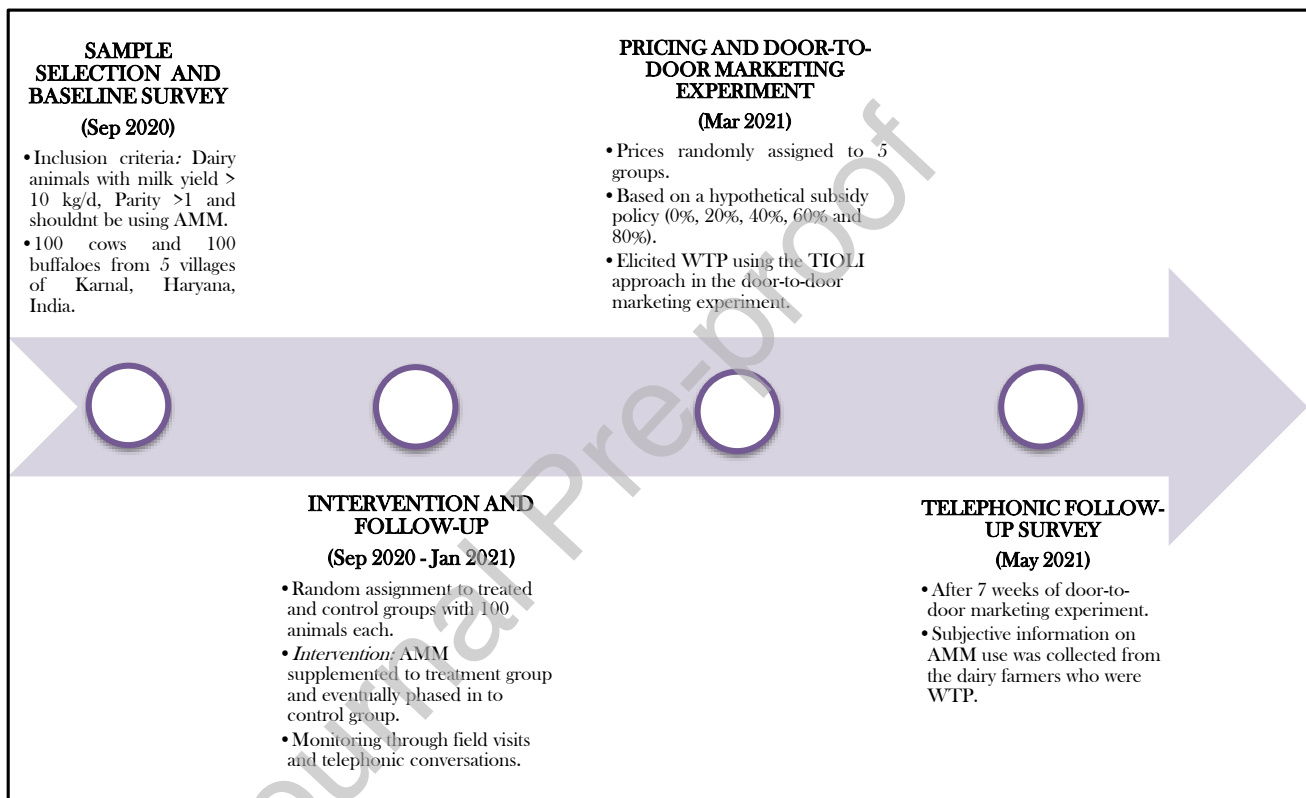 SAMPLE
SELECTION AND
BASELINE SURVEY
(Sep 2020)
•Inclusion criteria: Dairy
animals with milk yield >
10 kg/d, Parity >1 and
shouldnt be using AMM.
•100 cows and 100
buffaloes from 5 villages
of Karnal, Haryana,
India.
PRICING AND DOOR-TO-
DOOR MARKETING
EXPERIMENT
(Mar 2021)
•Prices randomly assigned to 5
groups.
•Based on a hypothetical subsidy
policy (0%, 20%, 40%, 60% and
80%).
•Elicited WTP using the TIOLI
approach in the door-to-door
marketing experiment.
INTERVENTION AND
FOLLOW-UP
(Sep 2020 - Jan 2021)
•Random assignment to treated
and control groups with 100
animals each.
•Intervention: AMM
supplemented to treatment group
and eventually phased in to
control group.
•Monitoring through field visits
and telephonic conversations.
TELEPHONIC FOLLOW-
UP SURVEY
(May 2021)
•After 7 weeks of door-to-
door marketing experiment.
•Subjective information on
AMM use was collected from
the dairy farmers who were
WTP.
Journal Pre-proof